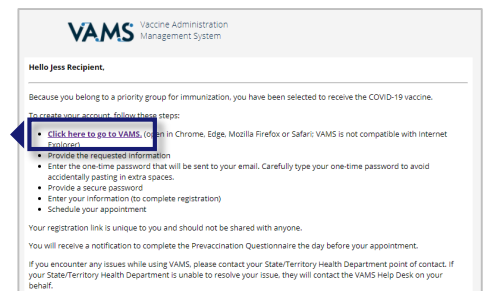 VAMS Vaccine Administration
Management System
Hello Jess Recipient,
Because you belong to a priority group for immunization, you have been selected to receive the COVID-19 vaccine.
To create your account, follow these steps:
Click here to go to VAMS. (open in Chrome, Edge, Mozilla Firefox or Safari; VAMS is not compatible with Internet
Explorer)
Provide the requested information
Enter the one-time password that will be sent to your email. Carefully type your one-time password to avoid
accidentally pasting in extra spaces.
Provide a secure password
Enter your information (to complete registration)
Schedule your appointment
Your registration link is unique to you and should not be shared with anyone.
You will receive a notification to complete the Prevaccination Questionnaire the day before your appointment.
If you encounter any issues while using VAMS, please contact your State/Territory Health Department point of contact. If
your State/Territory Health Department is unable to resolve your issue, they will contact the VAMS Help Desk on your
behalf.